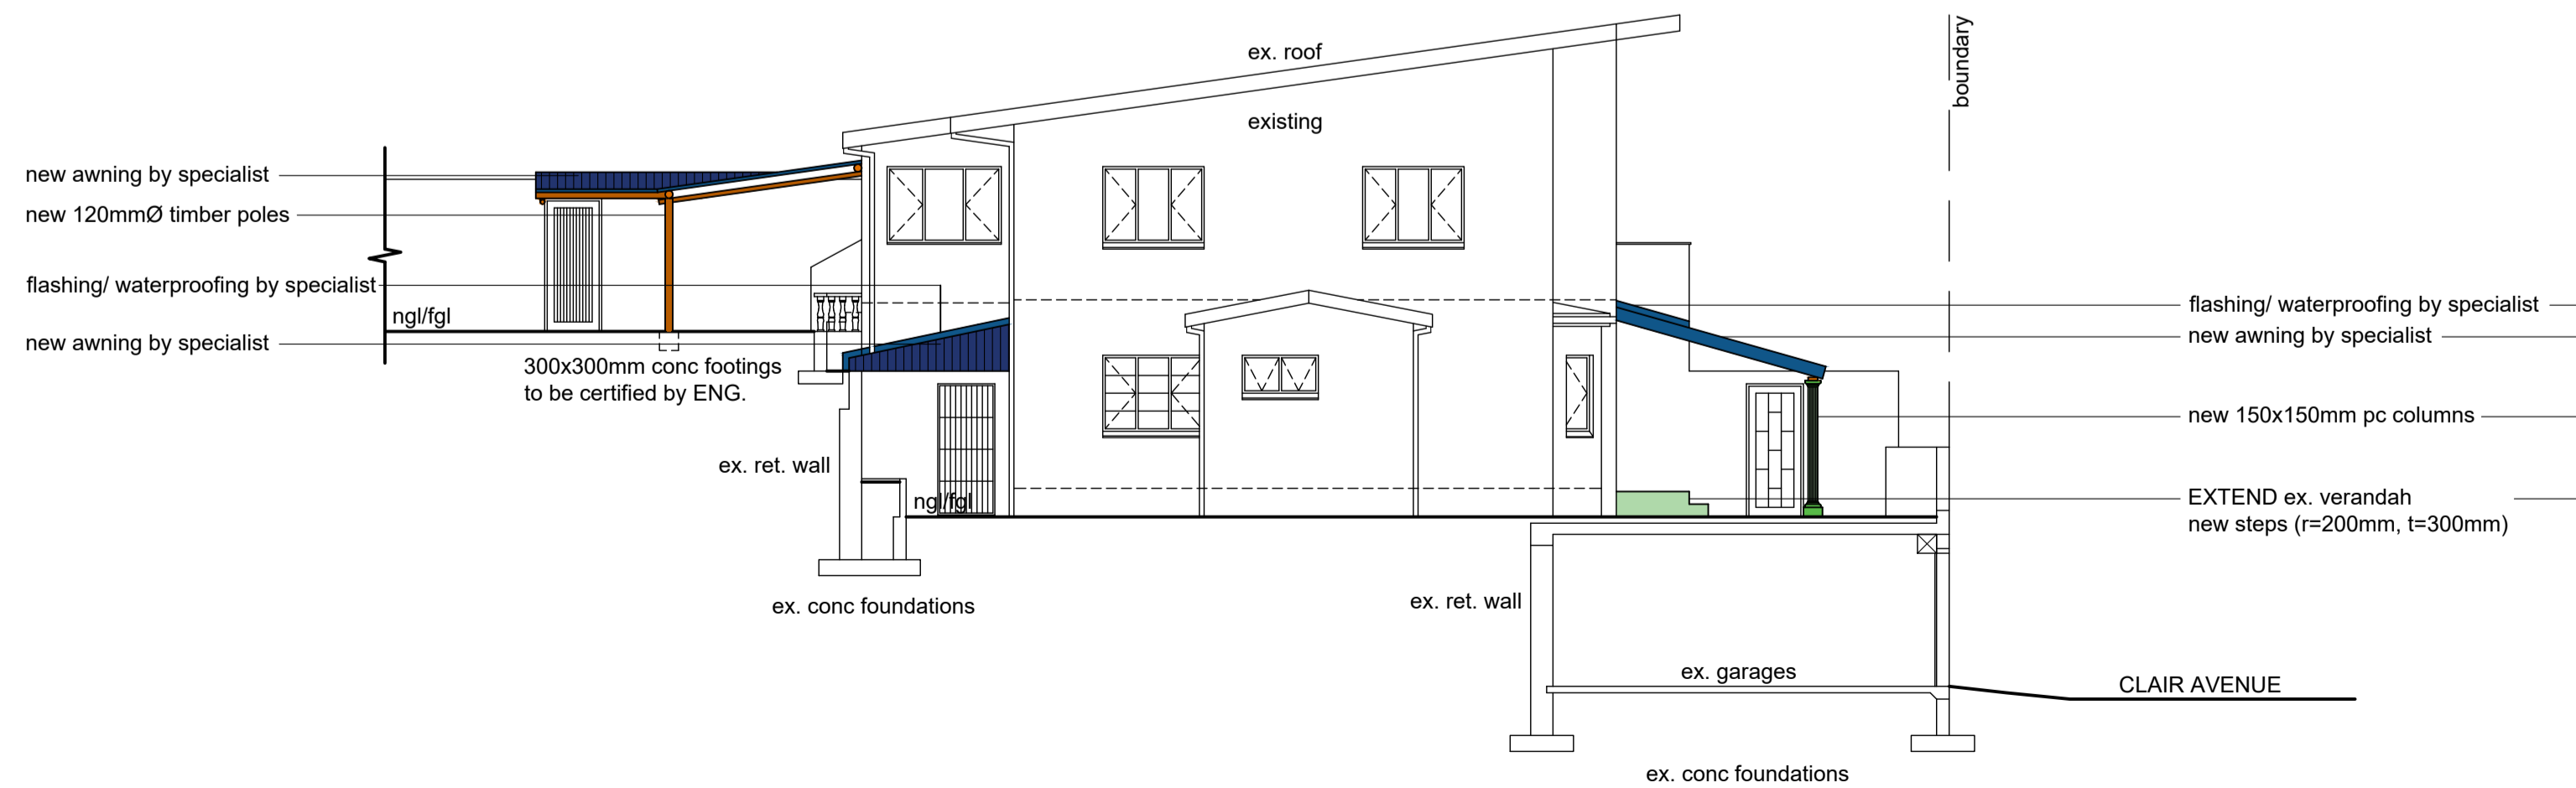 boundary
ex. roof
existing
new awning by specialist
new 120mmØ timber poles
flashing/ waterproofing by specialist
ngl/fgl
new awning by specialist
300x300mm conc footings
to be certified by ENG.
ex. ret. wall
ngl/fgl
ex. conc foundations
flashing/ waterproofing by specialist
new awning by specialist
new 150x150mm pc columns
EXTEND ex. verandah
new steps (r=200mm, t=300mm)
ex. ret. wall
ex. garages
CLAIR AVENUE
ex. conc foundations